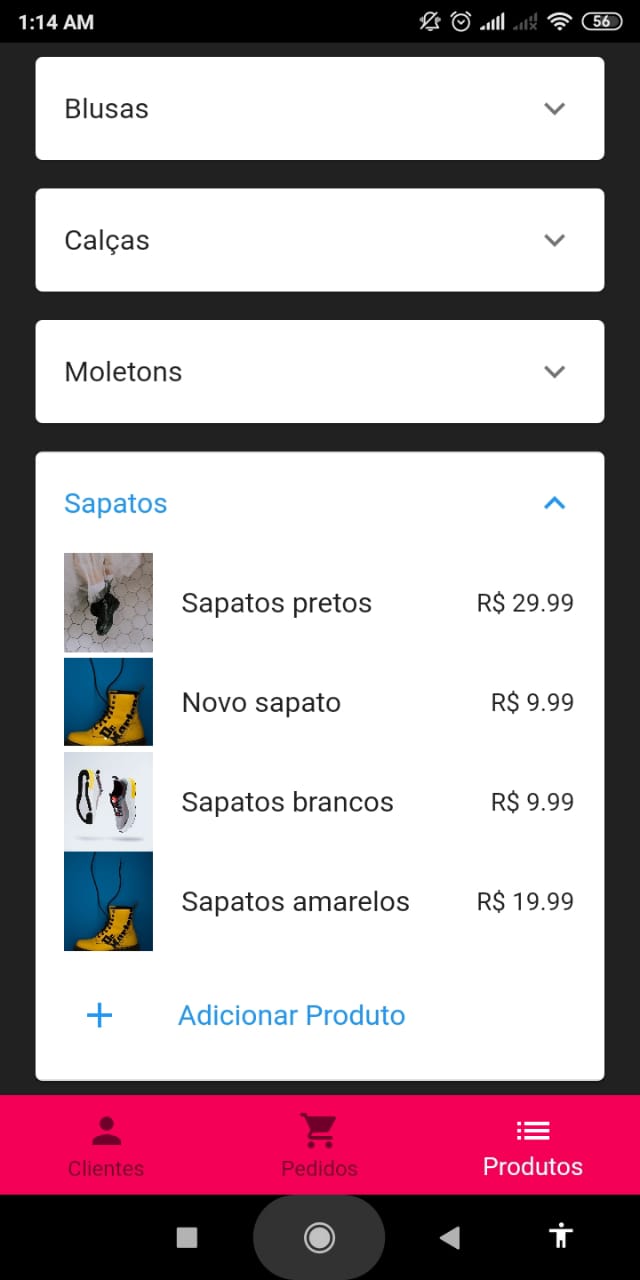 1:14 AM
56
Blusas
Calças
Moletons
Sapatos
Sapatos pretos R$ 29.99
Novo sapato R$ 9.99
Sapatos brancos R$ 9.99
Sapatos amarelos R$ 19.99
+ Adicionar Produto
Clientes Pedidos Produtos